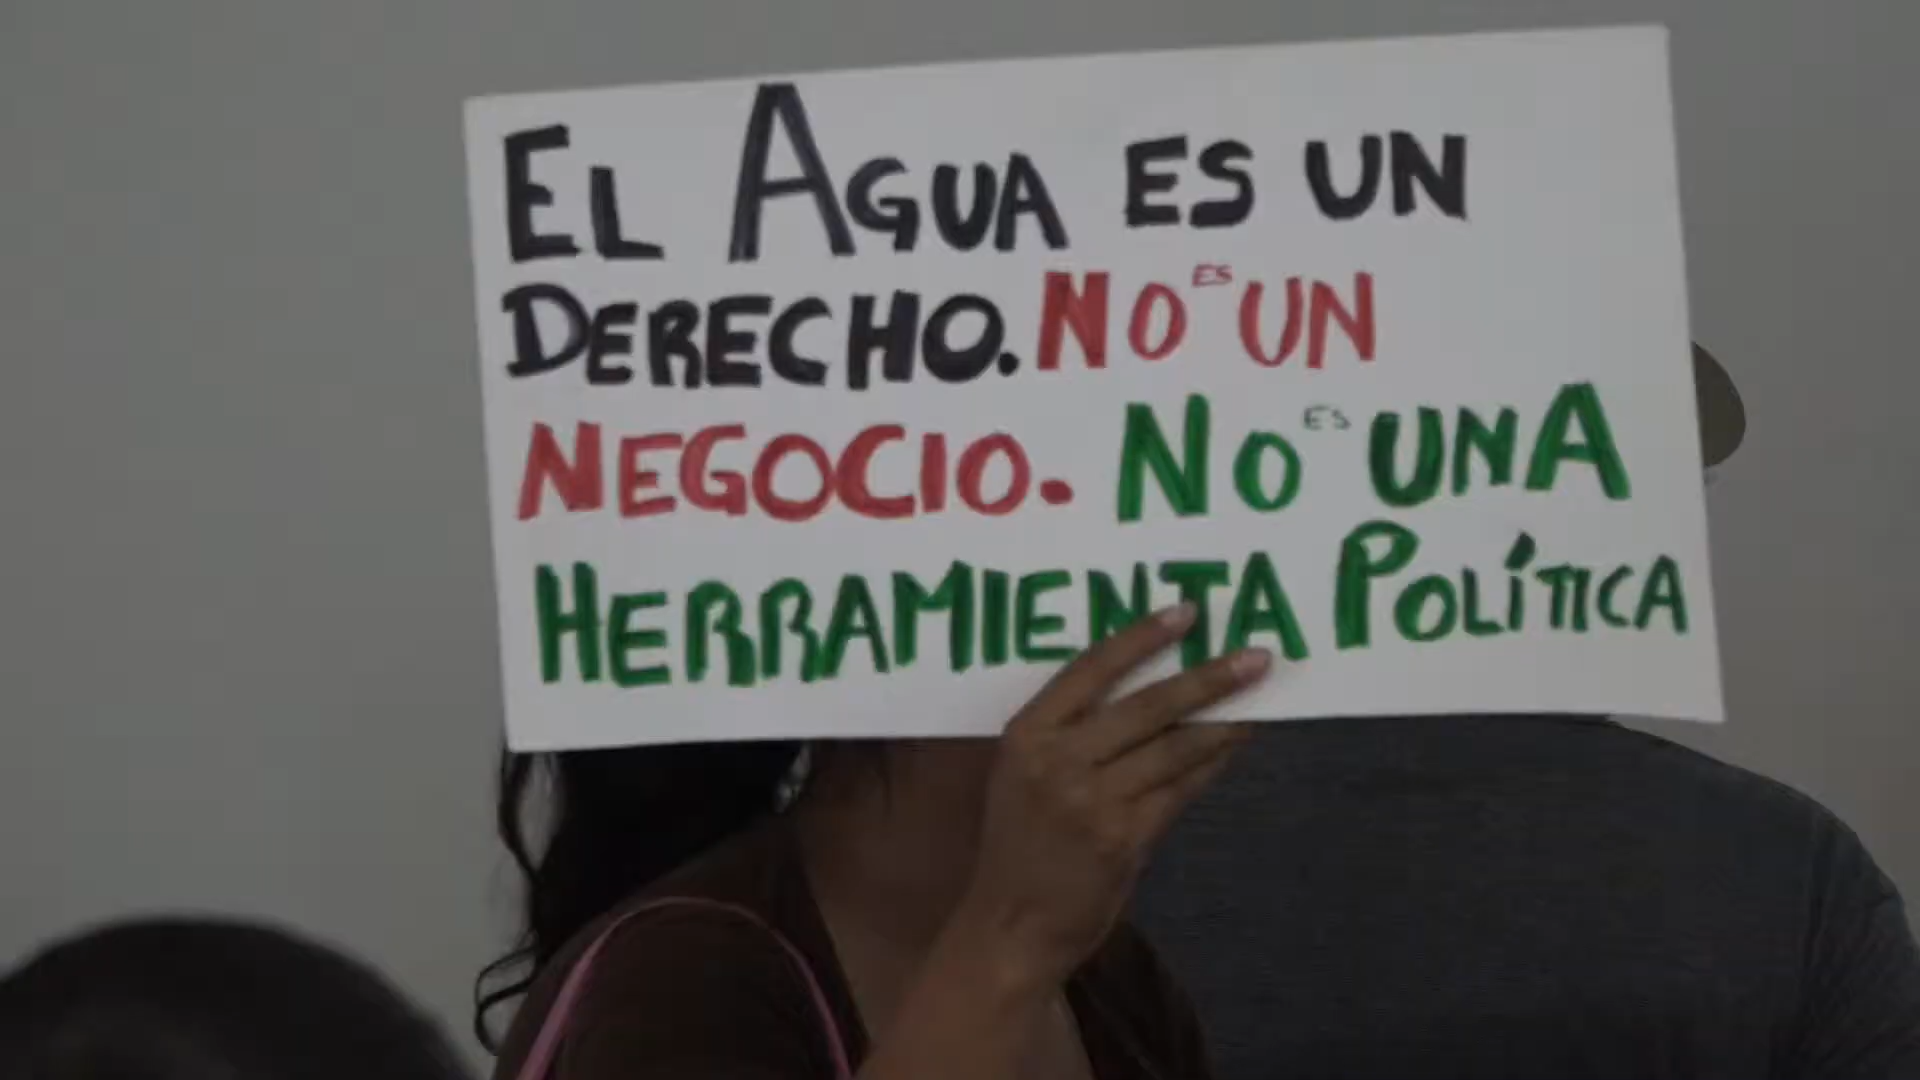 EL AGUA ES UN
DERECHO. NO ES UN
NEGOCIO. NO ES UNA
HERRAMIENTA POLÍTICA